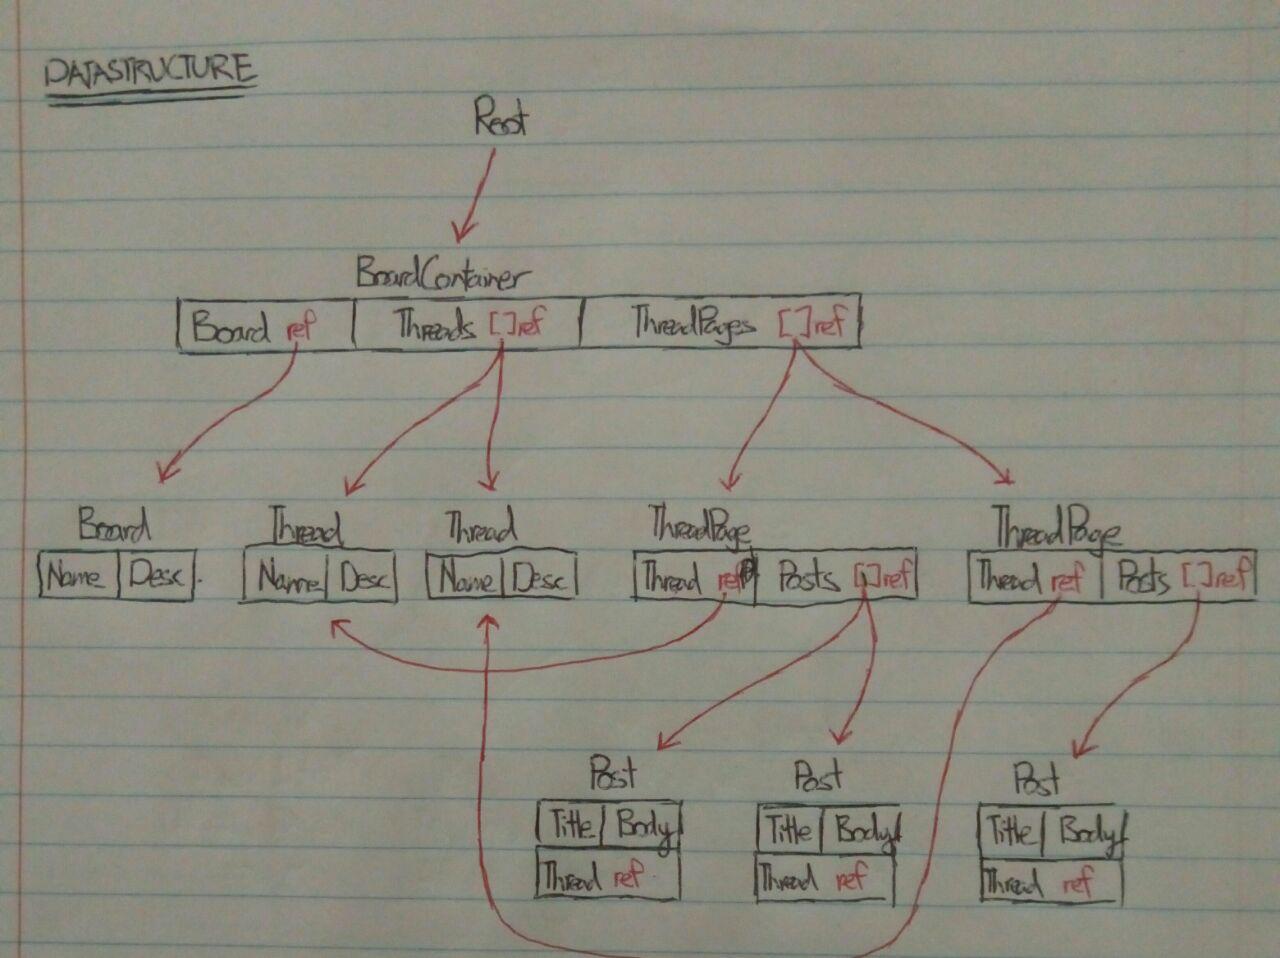 DATASTRUCTURE
Root
BoardContainer
Board ref Threads []ref ThreadPages []ref
Board Thread Thread ThreadPage ThreadPage
Name Desc. Name Desc Name Desc Thread ref Posts []ref Thread ref Posts []ref
Post Post Post
Title Body Title Body Title Body
Thread ref. Thread ref Thread ref